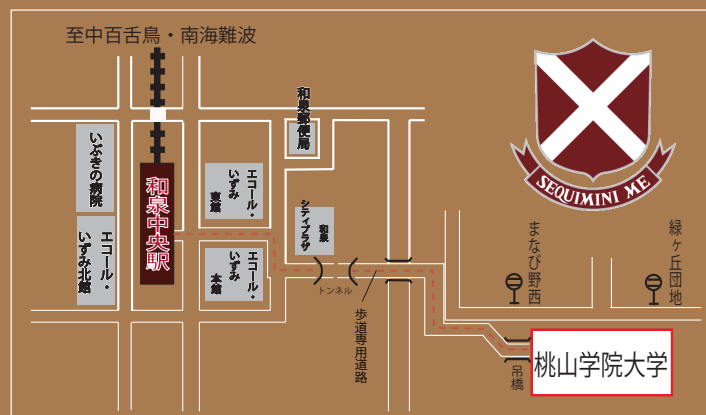 至中百舌鳥・南海難波
いぶきの病院
エコール・
いずみ北館
和泉中央駅
エコール・
いずみ
東館
エコール・
いずみ
本館
和泉郵便局
和泉
シティプラザ
トンネル
歩道専用道路
SEQUIMINI ME
まなび野西
緑ヶ丘団地
吊橋
桃山学院大学